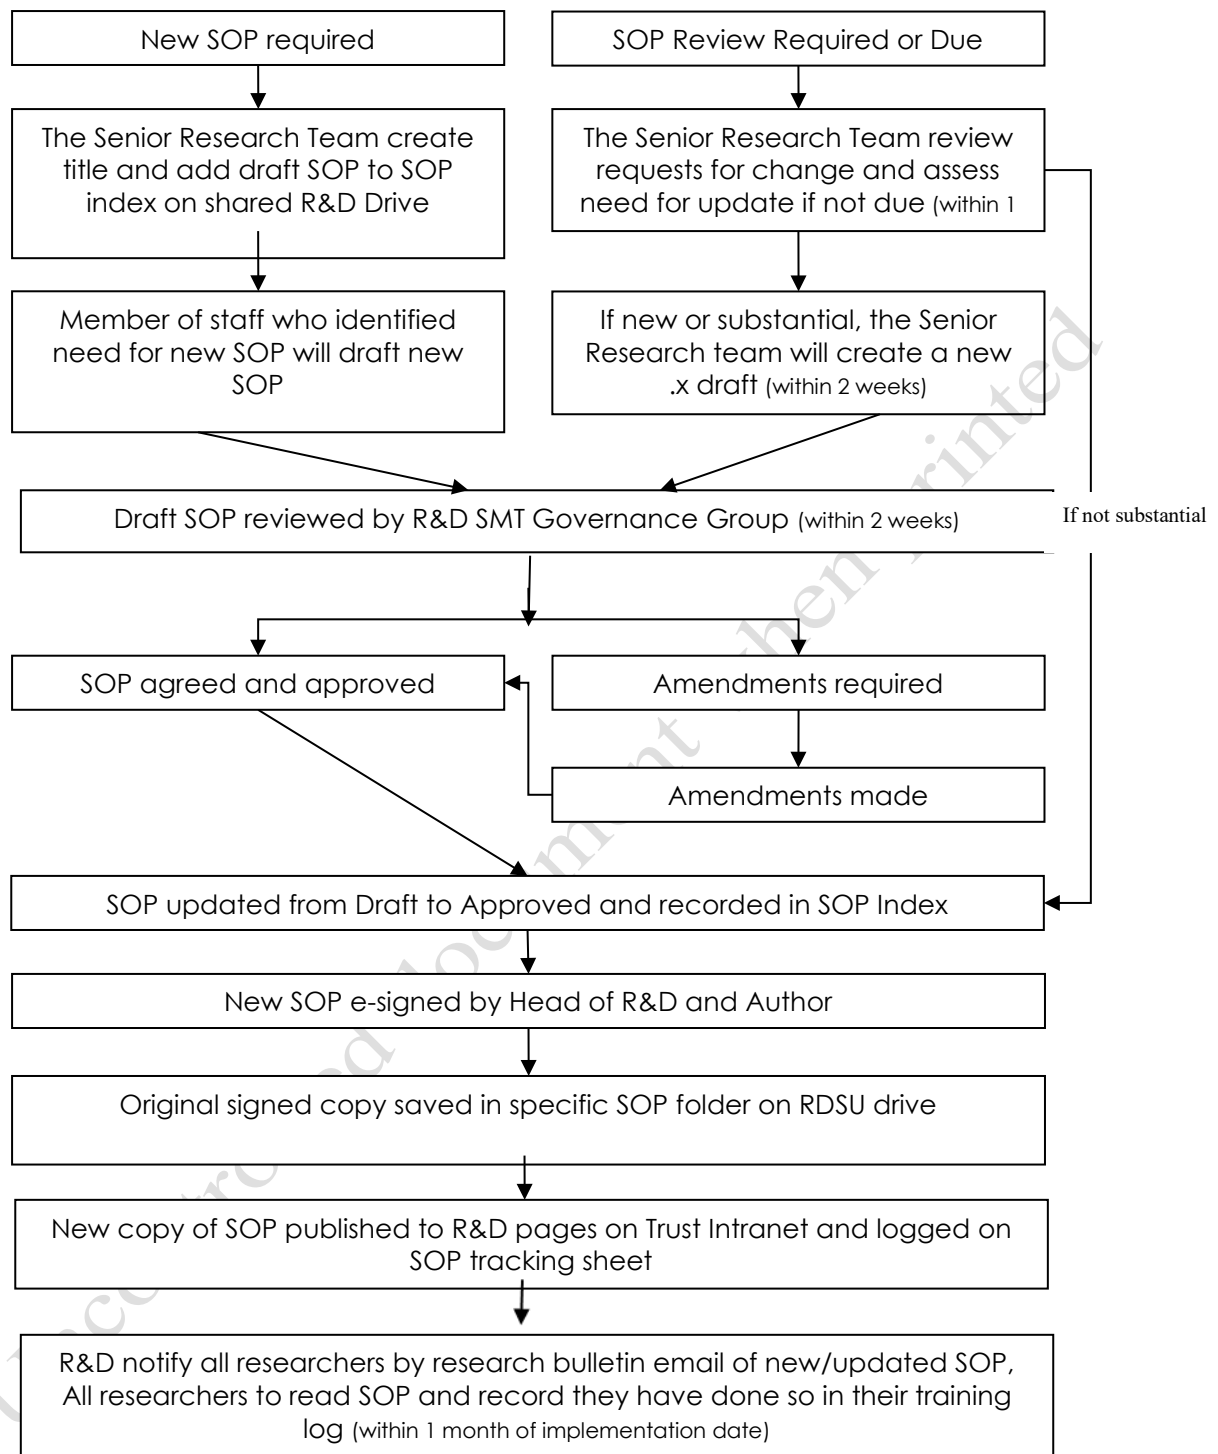 New SOP required
SOP Review Required or Due
The Senior Research Team create
title and add draft SOP to SOP
index on shared R&D Drive
The Senior Research Team review
requests for change and assess
need for update if not due (within 1
Member of staff who identified
need for new SOP will draft new
SOP
If new or substantial, the Senior
Research team will create a new
.x draft (within 2 weeks)
Draft SOP reviewed by R&D SMT Governance Group (within 2 weeks)
If not substantial
SOP agreed and approved
Amendments required
Amendments made
SOP updated from Draft to Approved and recorded in SOP Index
New SOP e-signed by Head of R&D and Author
Original signed copy saved in specific SOP folder on RDSU drive
New copy of SOP published to R&D pages on Trust Intranet and logged on
SOP tracking sheet
R&D notify all researchers by research bulletin email of new/updated SOP,
All researchers to read SOP and record they have done so in their training
log (within 1 month of implementation date)